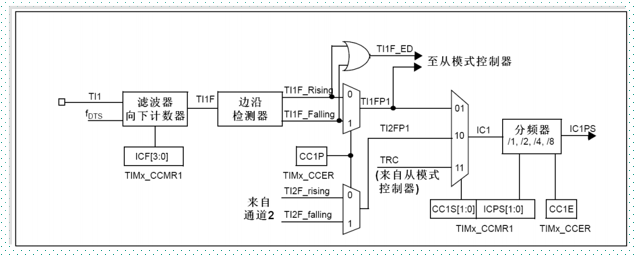 TI1F_ED
至从模式控制器
TI1
fDTS
滤波器
向下计数器
TI1F
边沿
检测器
TI1F_Rising
TI1F_Falling
0
1
TI1FP1
01
TI2FP1
10
IC1
分频器
/1, /2, /4, /8
IC1PS
ICF[3:0]
TIMx_CCMR1
CC1P
TIMx_CCER
TRC
(来自从模式
控制器)
11
来自
通道2
TI2F_rising
TI2F_falling
0
1
CC1S[1:0]
ICPS[1:0]
TIMx_CCMR1
CC1E
TIMx_CCER